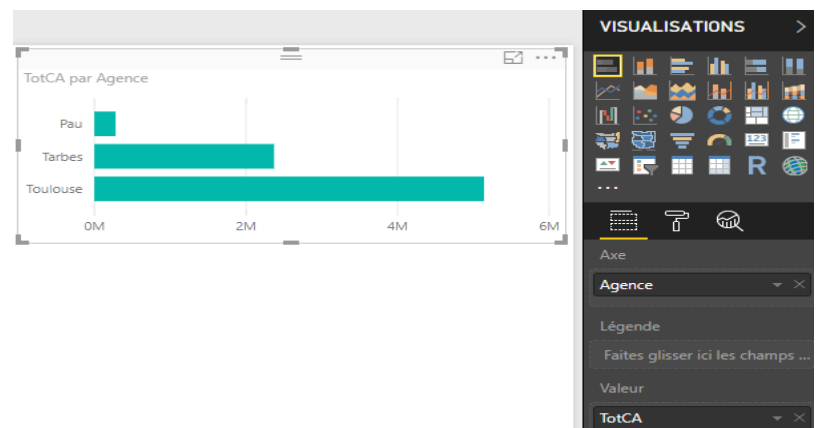 VISUALISATIONS >
TotCA par Agence
Pau
Tarbes
Toulouse
0M 2M 4M 6M
123
R
Axe
Agence
Légende
Faites glisser ici les champs ...
Valeur
TotCA